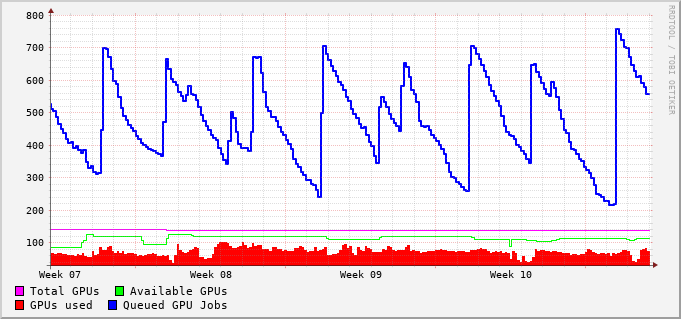 800
700
600
500
400
300
200
100
Week 07 Week 08 Week 09 Week 10
Total GPUs Available GPUs
GPUs used Queued GPU Jobs
RRDTOOL / TOBI OETIKER